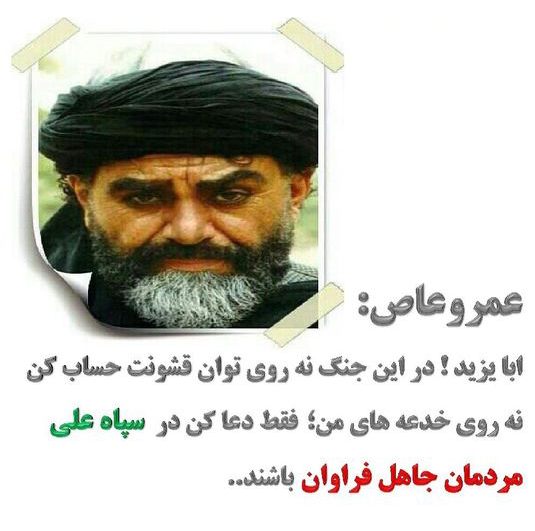 عمروعاص:
ابا یزید! در این جنگ نه روی توان قشونت حساب کن
نه روی خدعه های من؛ فقط دعا کن در سپاه علی
مردمان جاهل فراوان باشند..